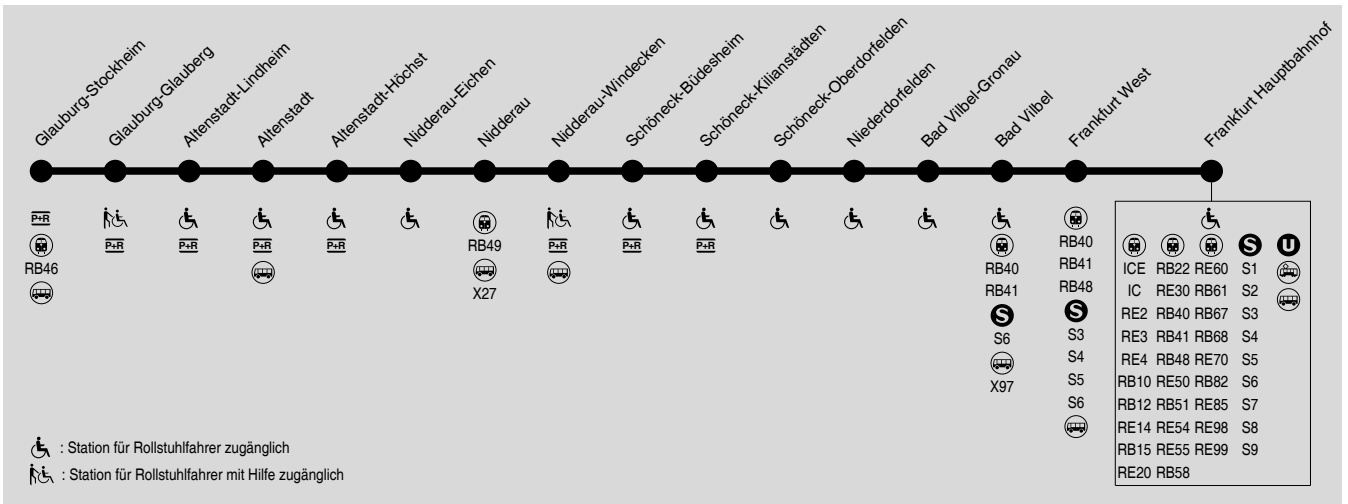 Glauburg-Stockheim
Glauburg-Glauberg
Altenstadt-Lindheim
Altenstadt
Altenstadt-Höchst
Nidderau-Eichen
Nidderau
Nidderau-Windecken
Schöneck-Büdesheim
Schöneck-Kilianstädten
Schöneck-Oberdorfelden
Niederdorfelden
Bad Vilbel-Gronau
Bad Vilbel
Frankfurt West
Frankfurt Hauptbahnhof
P+R
RB46
P+R
P+R
P+R
P+R
RB49
X27
P+R
P+R
P+R
RB40
RB41
S
S6
X97
RB40
RB41
RB48
S
S3
S4
S5
S6
S U
ICE RB22 RE60 S1
IC RE30 RB61 S2
RE2 RB40 RB67 S3
RE3 RB41 RB68 S4
RE4 RB48 RE70 S5
RB10 RE50 RB82 S6
RB12 RB51 RE85 S7
RE14 RE54 RE98 S8
RB15 RE55 RE99 S9
RE20 RB58
: Station für Rollstuhlfahrer zugänglich
: Station für Rollstuhlfahrer mit Hilfe zugänglich